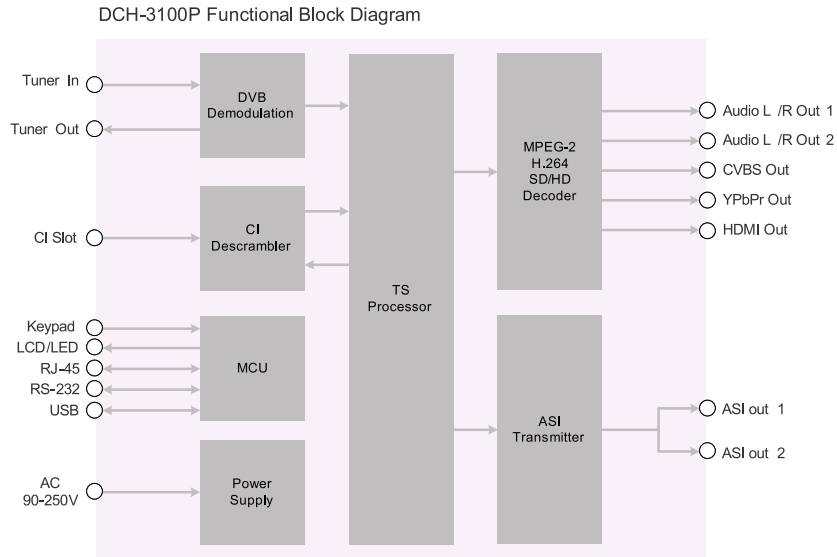 DCH-3100P Functional Block Diagram
Tuner In
Tuner Out
CI Slot
Keypad
LCD/LED
RJ-45
RS-232
USB
AC
90-250V
DVB
Demodulation
CI
Descrambler
MCU
Power
Supply
TS
Processor
MPEG-2
H.264
SD/HD
Decoder
ASI
Transmitter
Audio L /R Out 1
Audio L /R Out 2
CVBS Out
YPbPr Out
HDMI Out
ASI out 1
ASI out 2